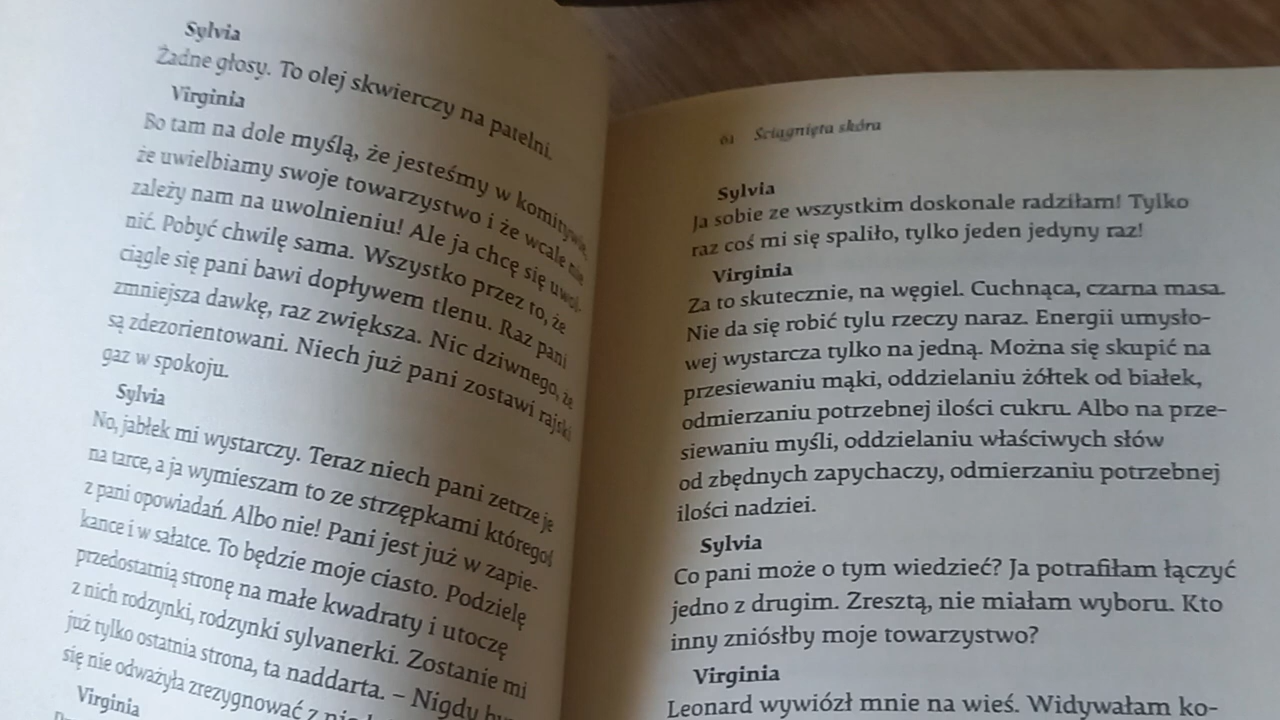 Sylvia
Żadne głosy. To olej skwierczy na patelni.
Virginia
Bo tam na dole myślą, że jesteśmy w komitywie,
że uwielbiamy swoje towarzystwo i że wcale nie
zależy nam na uwolnieniu! Ale ja chcę się uwol-
nić. Pobyć chwilę sama. Wszystko przez to, że
ciągle się pani bawi dopływem tlenu. Raz pani
zmniejsza dawkę, raz zwiększa. Nic dziwnego, że
są zdezorientowani. Niech już pani zostawi rajski
gaz w spokoju.
Sylvia
No, jabłek mi wystarczy. Teraz niech pani zetrze je
na tarce, a ja wymieszam to ze strzępkami któregoś
z pani opowiadań. Albo nie! Pani jest już w zapie-
kance i w sałatce. To będzie moje ciasto. Podzielę
przedostatnią stronę na małe kwadraty i utoczę
z nich rodzynki, rodzynki sylvanerki. Zostanie mi
już tylko ostatnia strona, ta naddarta. – Nigdy
się nie odważyła zrezygnować z
Virginia
61 Ściągnięta skóra
Sylvia
Ja sobie ze wszystkim doskonale radziłam! Tylko
raz coś mi się spaliło, tylko jeden jedyny raz!
Virginia
Za to skutecznie, na węgiel. Cuchnąca, czarna masa.
Nie da się robić tylu rzeczy naraz. Energii umysło-
wej wystarcza tylko na jedną. Można się skupić na
przesiewaniu mąki, oddzielaniu żółtek od białek,
odmierzaniu potrzebnej ilości cukru. Albo na prze-
siewaniu myśli, oddzielaniu właściwych słów
od zbędnych zapychaczy, odmierzaniu potrzebnej
ilości nadziei.
Sylvia
Co pani może o tym wiedzieć? Ja potrafiłam łączyć
jedno z drugim. Zresztą, nie miałam wyboru. Kto
inny zniósłby moje towarzystwo?
Virginia
Leonard wywiózł mnie na wieś. Widywałam ko-